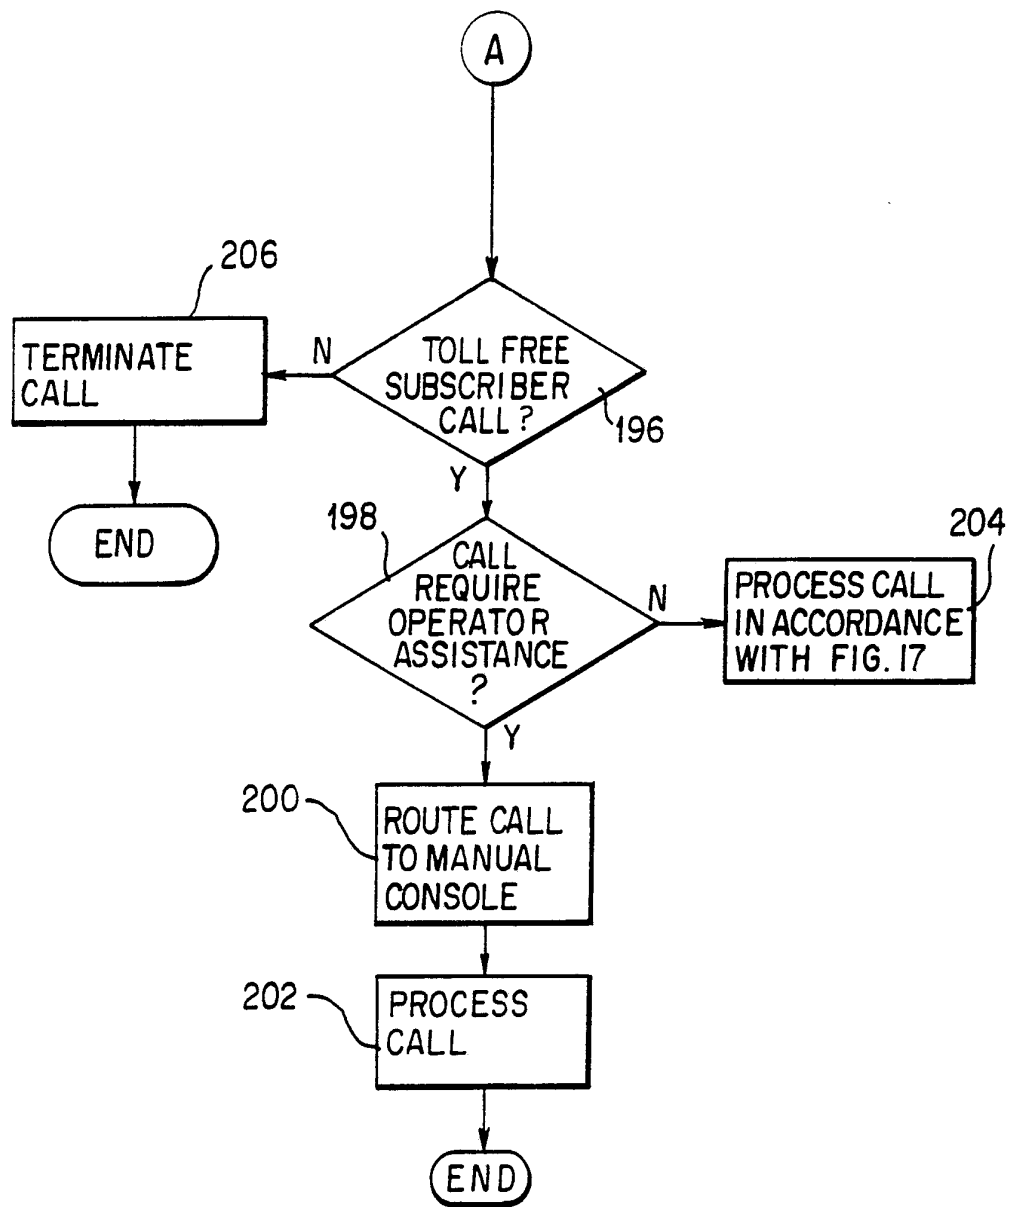 A
206
TERMINATE
CALL
N
TOLL FREE
SUBSCRIBER
CALL?
196
END
Y
198
CALL
REQUIRE
OPERATOR
ASSISTANCE
?
N
204
PROCESS CALL
IN ACCORDANCE
WITH FIG. 17
Y
200
ROUTE CALL
TO MANUAL
CONSOLE
202
PROCESS
CALL
END